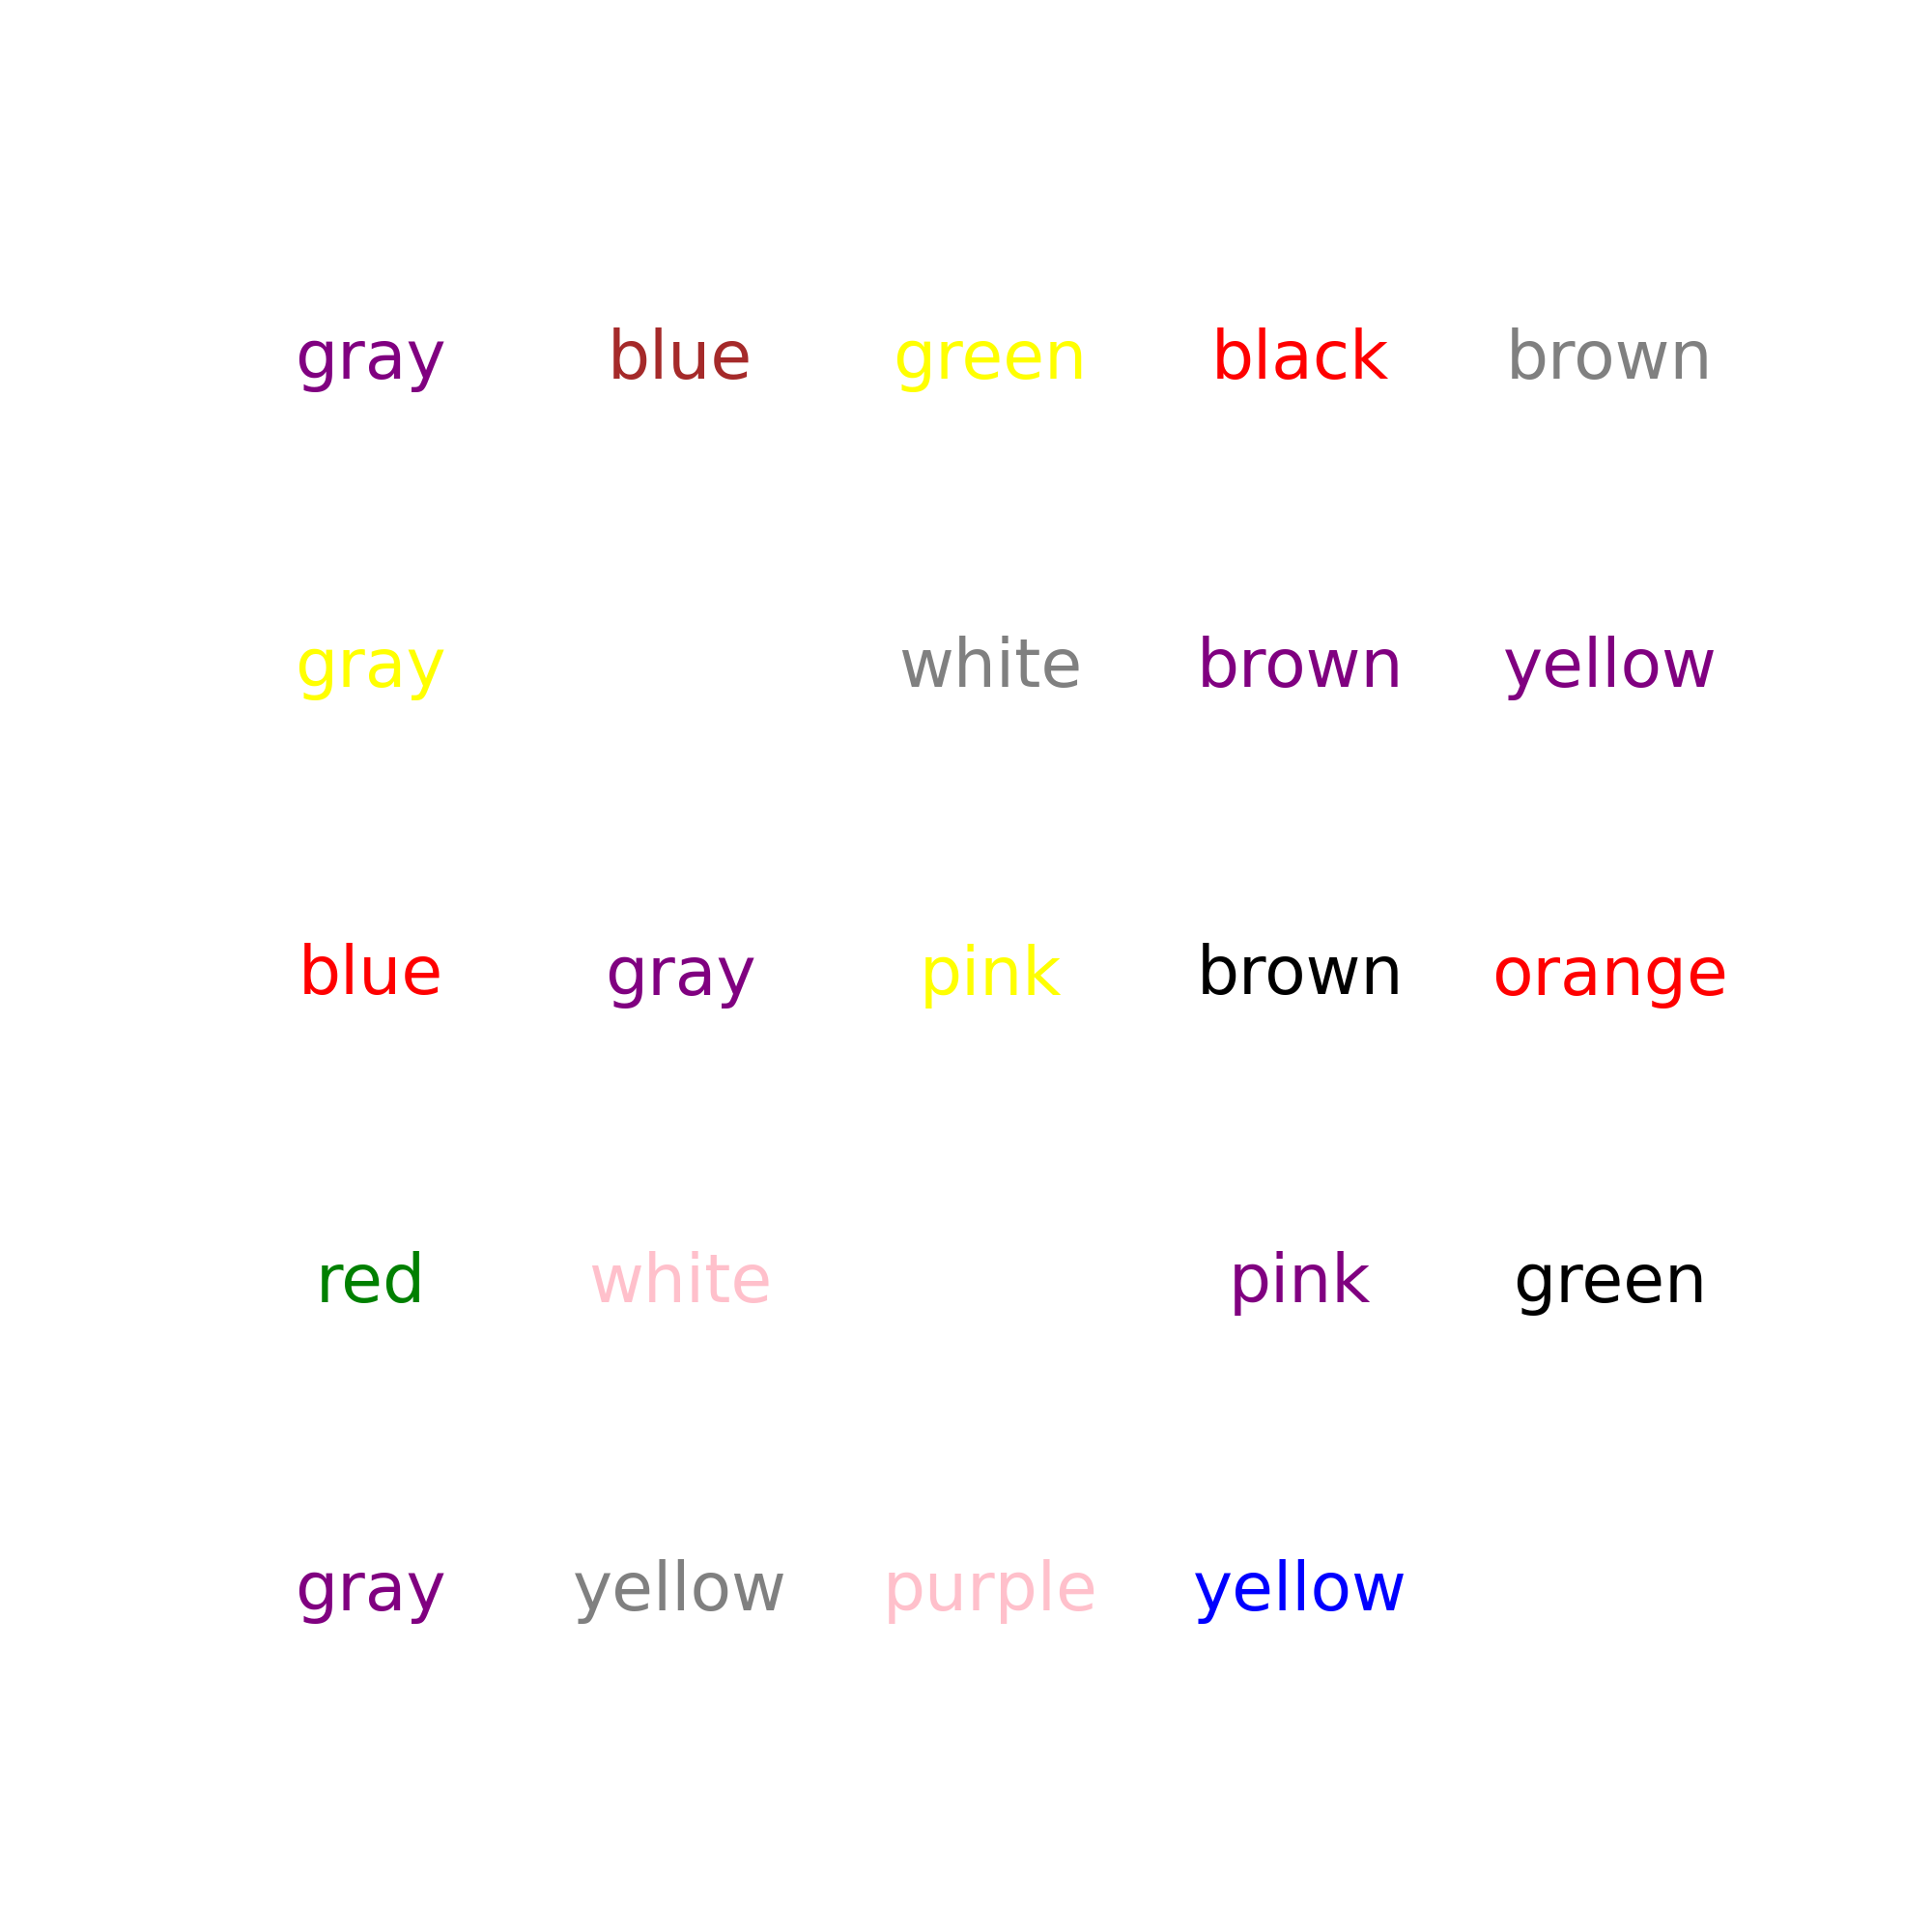 gray blue green black brown
gray white brown yellow
blue gray pink brown orange
red white pink green
gray yellow purple yellow